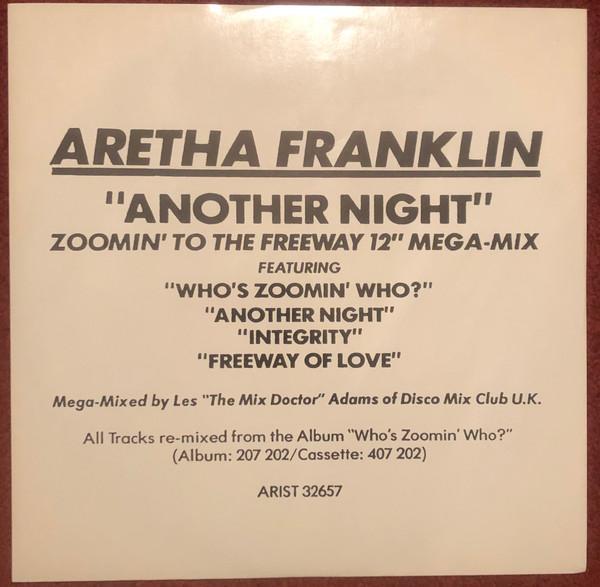 ARETHA FRANKLIN
"ANOTHER NIGHT"
ZOOMIN' TO THE FREEWAY 12" MEGA-MIX
FEATURING
"WHO'S ZOOMIN' WHO?"
"ANOTHER NIGHT"
"INTEGRITY"
"FREEWAY OF LOVE"
Mega-Mixed by Les "The Mix Doctor" Adams of Disco Mix Club U.K.
All Tracks re-mixed from the Album "Who's Zoomin' Who?"
(Album: 207 202/Cassette: 407 202)
ARIST 32657